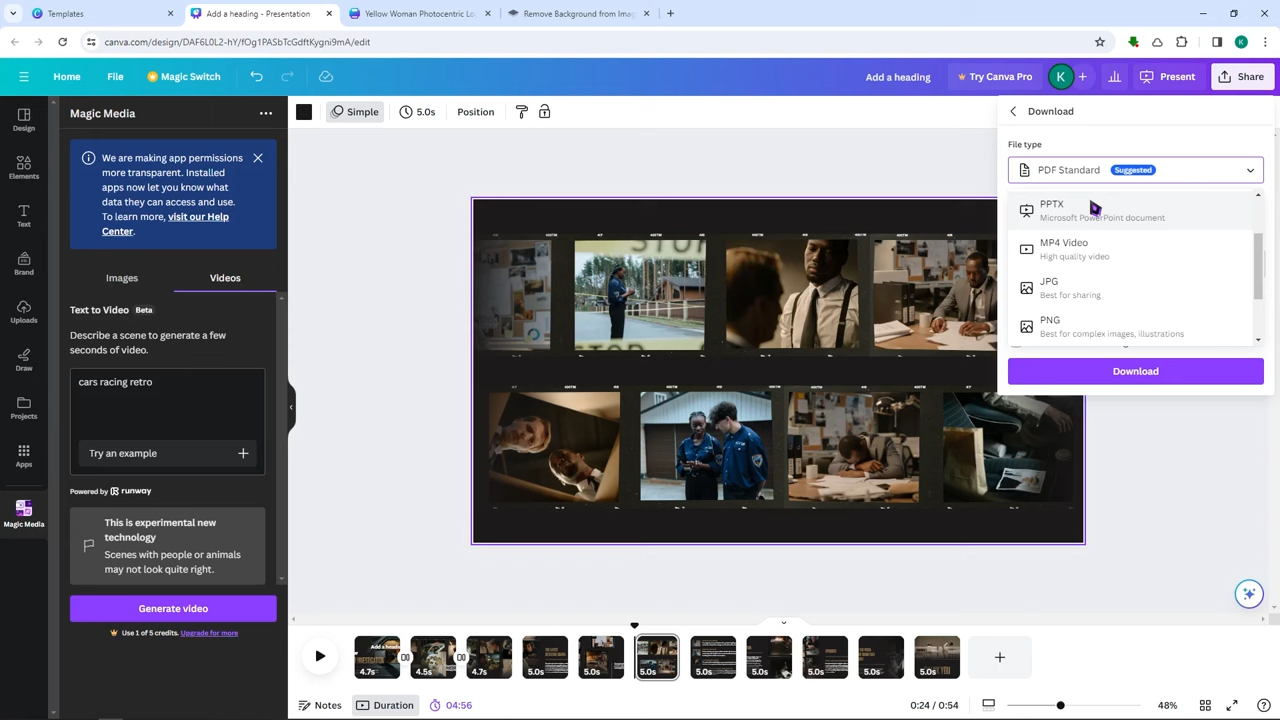 Templates
Add a heading - Presentation
Yellow Woman Photocentric Lo
Remove Background from Ima
canva.com/design/DAF6L0L2-hY/fOg1PASbTcGdftKygni9mA/edit
K
Home
File
Magic Switch
Add a heading
Try Canva Pro
K
Present
Share
Design
Elements
Text
Brand
Uploads
Draw
Projects
Apps
Magic Media
Magic Media
We are making app permissions
more transparent. Installed
apps now let you know what
data they can access and use.
To learn more, visit our Help
Center.
Images
Videos
Text to Video Beta
Describe a scene to generate a few
seconds of video.
cars racing retro
Try an example
Powered by runway
This is experimental new
technology
Scenes with people or animals
may not look quite right.
Generate video
Use 1 of 5 credits. Upgrade for more
Simple
5.0s
Position
Download
File type
PDF Standard Suggested
PPTX
Microsoft PowerPoint document
MP4 Video
High quality video
JPG
Best for sharing
PNG
Best for complex images, illustrations
Download
STOP
Add a head
4.7s
4.5s
4.7s
5.0s
5.0s
5.0s
5.0s
5.0s
5.0s
5.0s
5.0s
Notes
Duration
04:56
0:24 / 0:54
48%